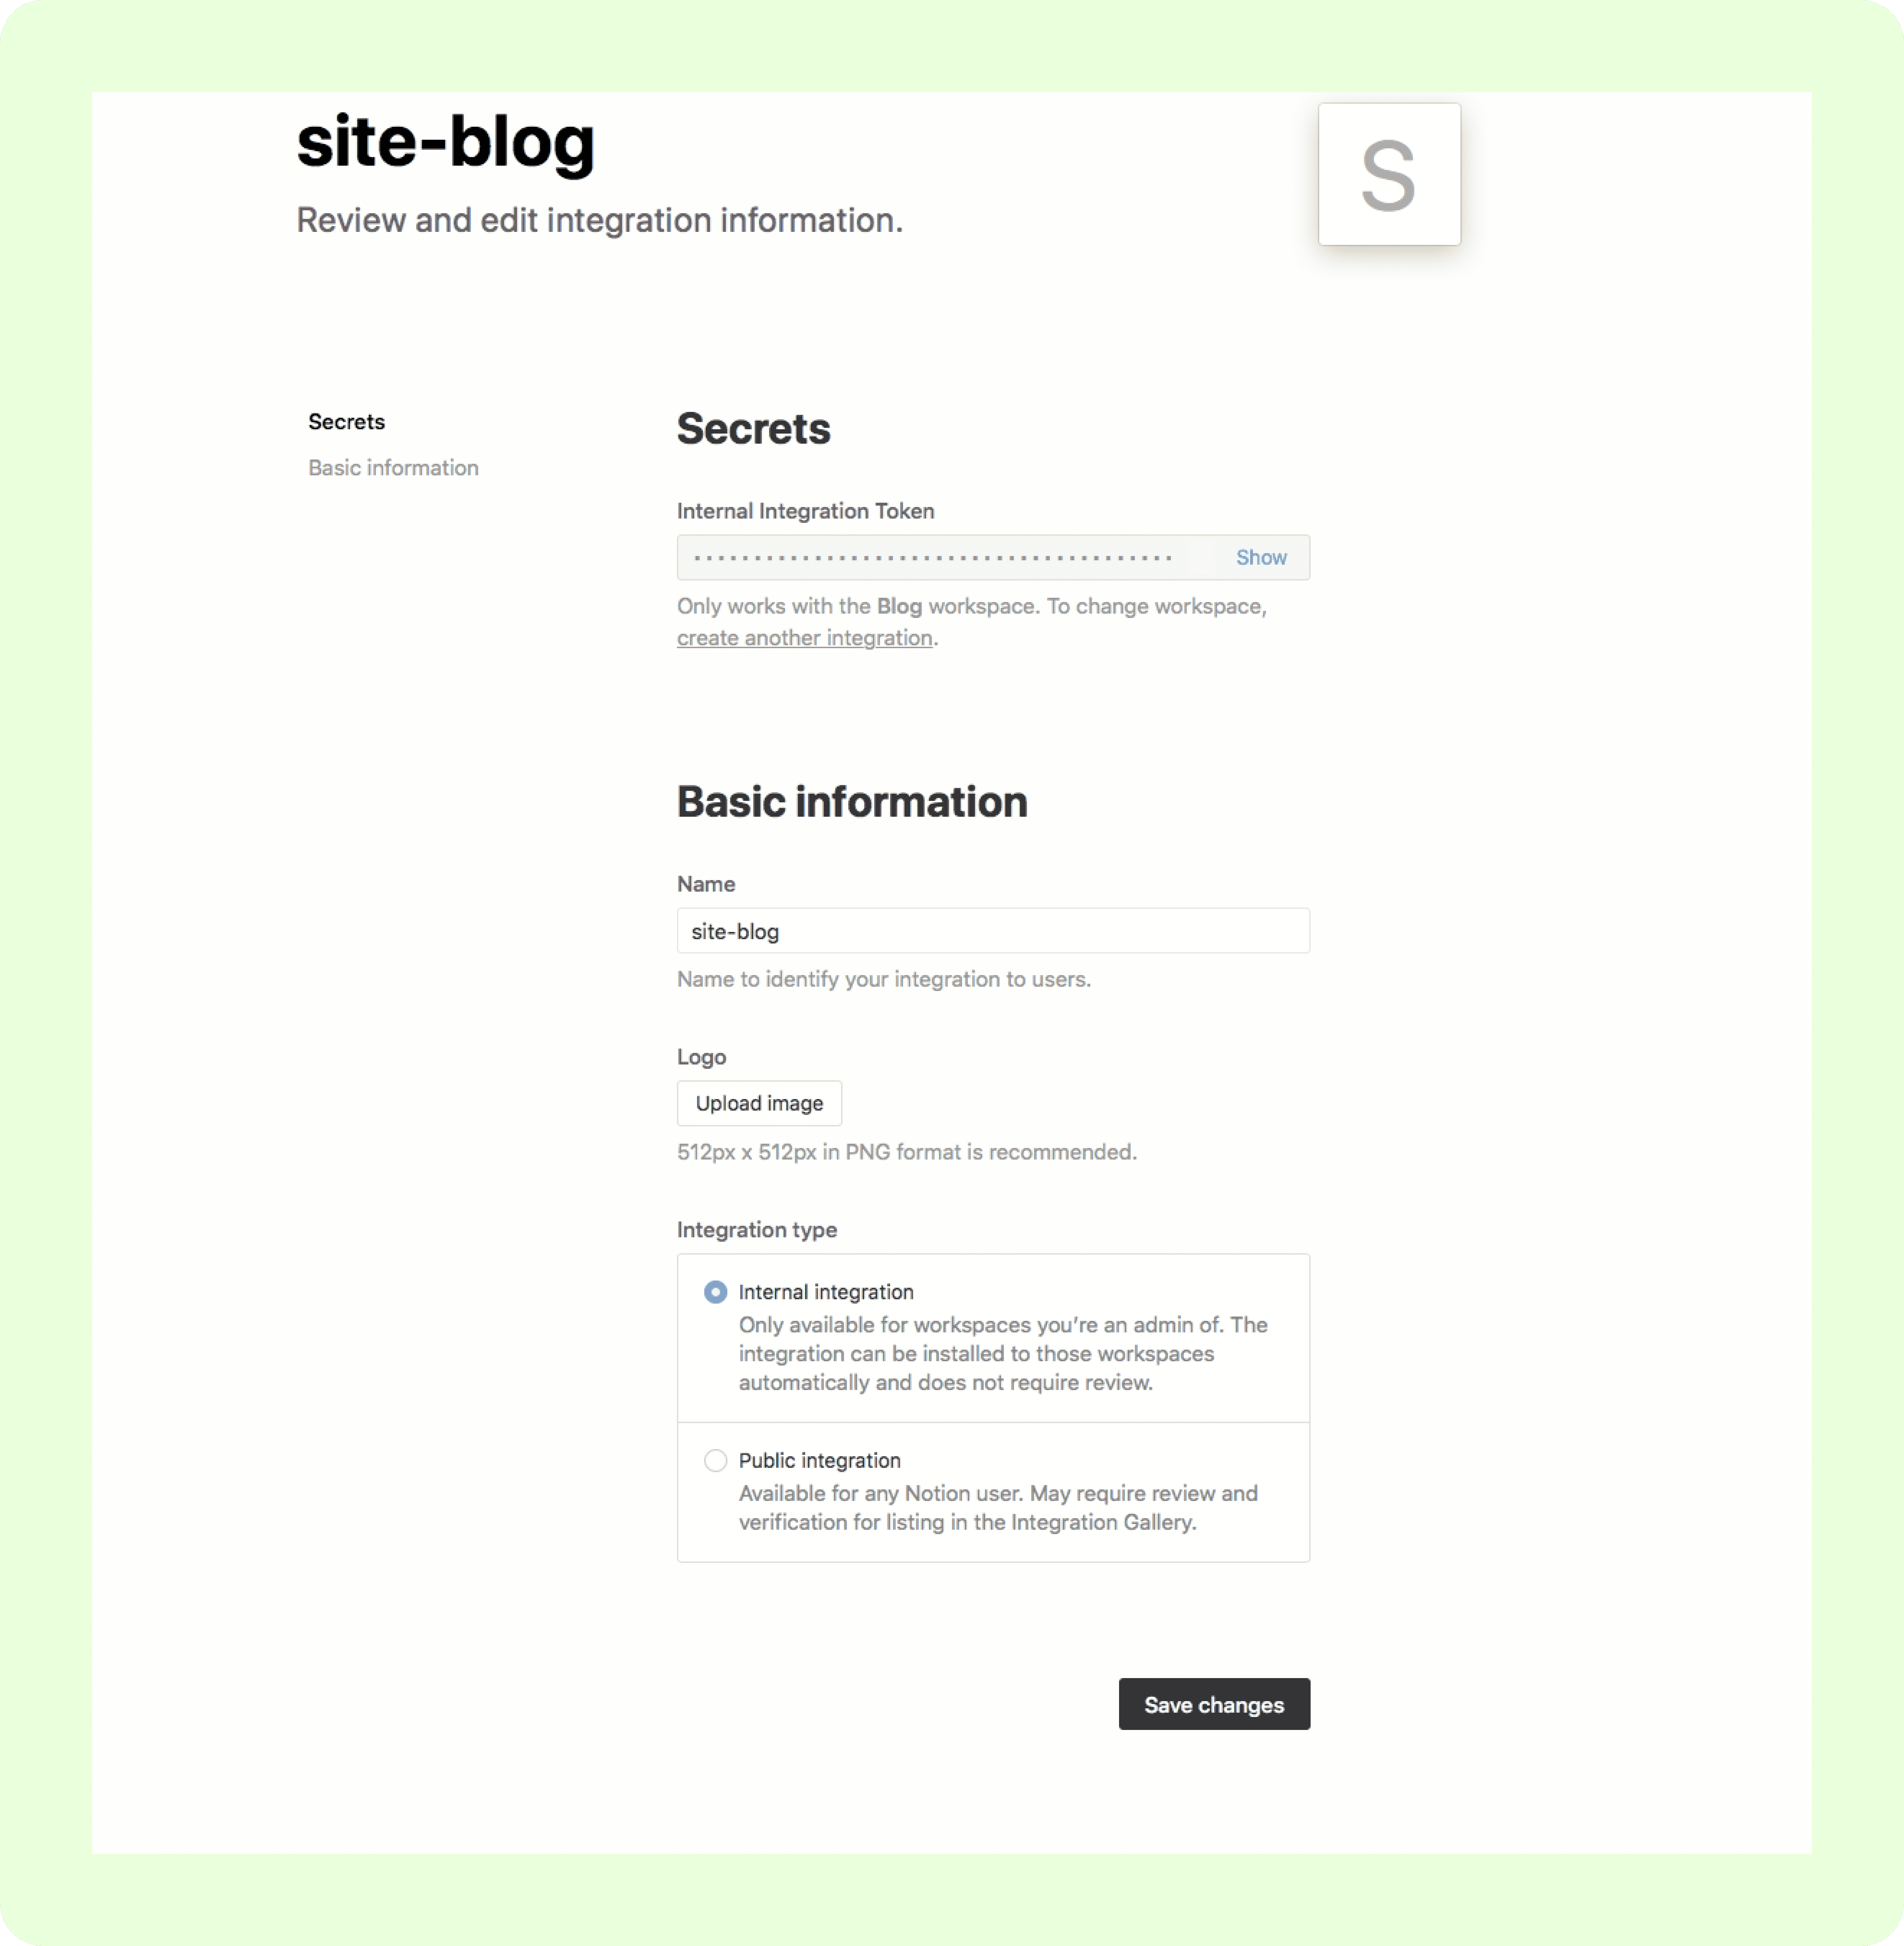 site-blog
S
Review and edit integration information.
Secrets
Basic information
Secrets
Internal Integration Token
Show
Only works with the Blog workspace. To change workspace,
create another integration.
Basic information
Name
site-blog
Name to identify your integration to users.
Logo
Upload image
512px x 512px in PNG format is recommended.
Integration type
Internal integration
Only available for workspaces you’re an admin of. The
integration can be installed to those workspaces
automatically and does not require review.
Public integration
Available for any Notion user. May require review and
verification for listing in the Integration Gallery.
Save changes